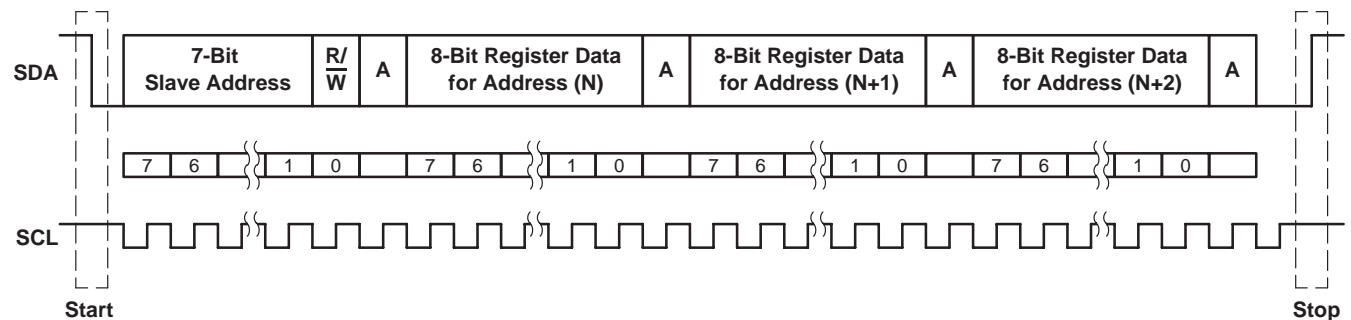 SDA
7-Bit
Slave Address
R/
W
A
8-Bit Register Data
for Address (N)
A
8-Bit Register Data
for Address (N+1)
A
8-Bit Register Data
for Address (N+2)
A
7 6 1 0 7 6 1 0 7 6 1 0 7 6 1 0
SCL
Start
Stop